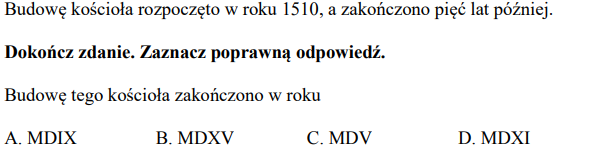 Budowę kościoła rozpoczęto w roku 1510, a zakończono pięć lat później.
Dokończ zdanie. Zaznacz poprawną odpowiedź.
Budowę tego kościoła zakończono w roku
A. MDIX B. MDXV C. MDV D. MDXI